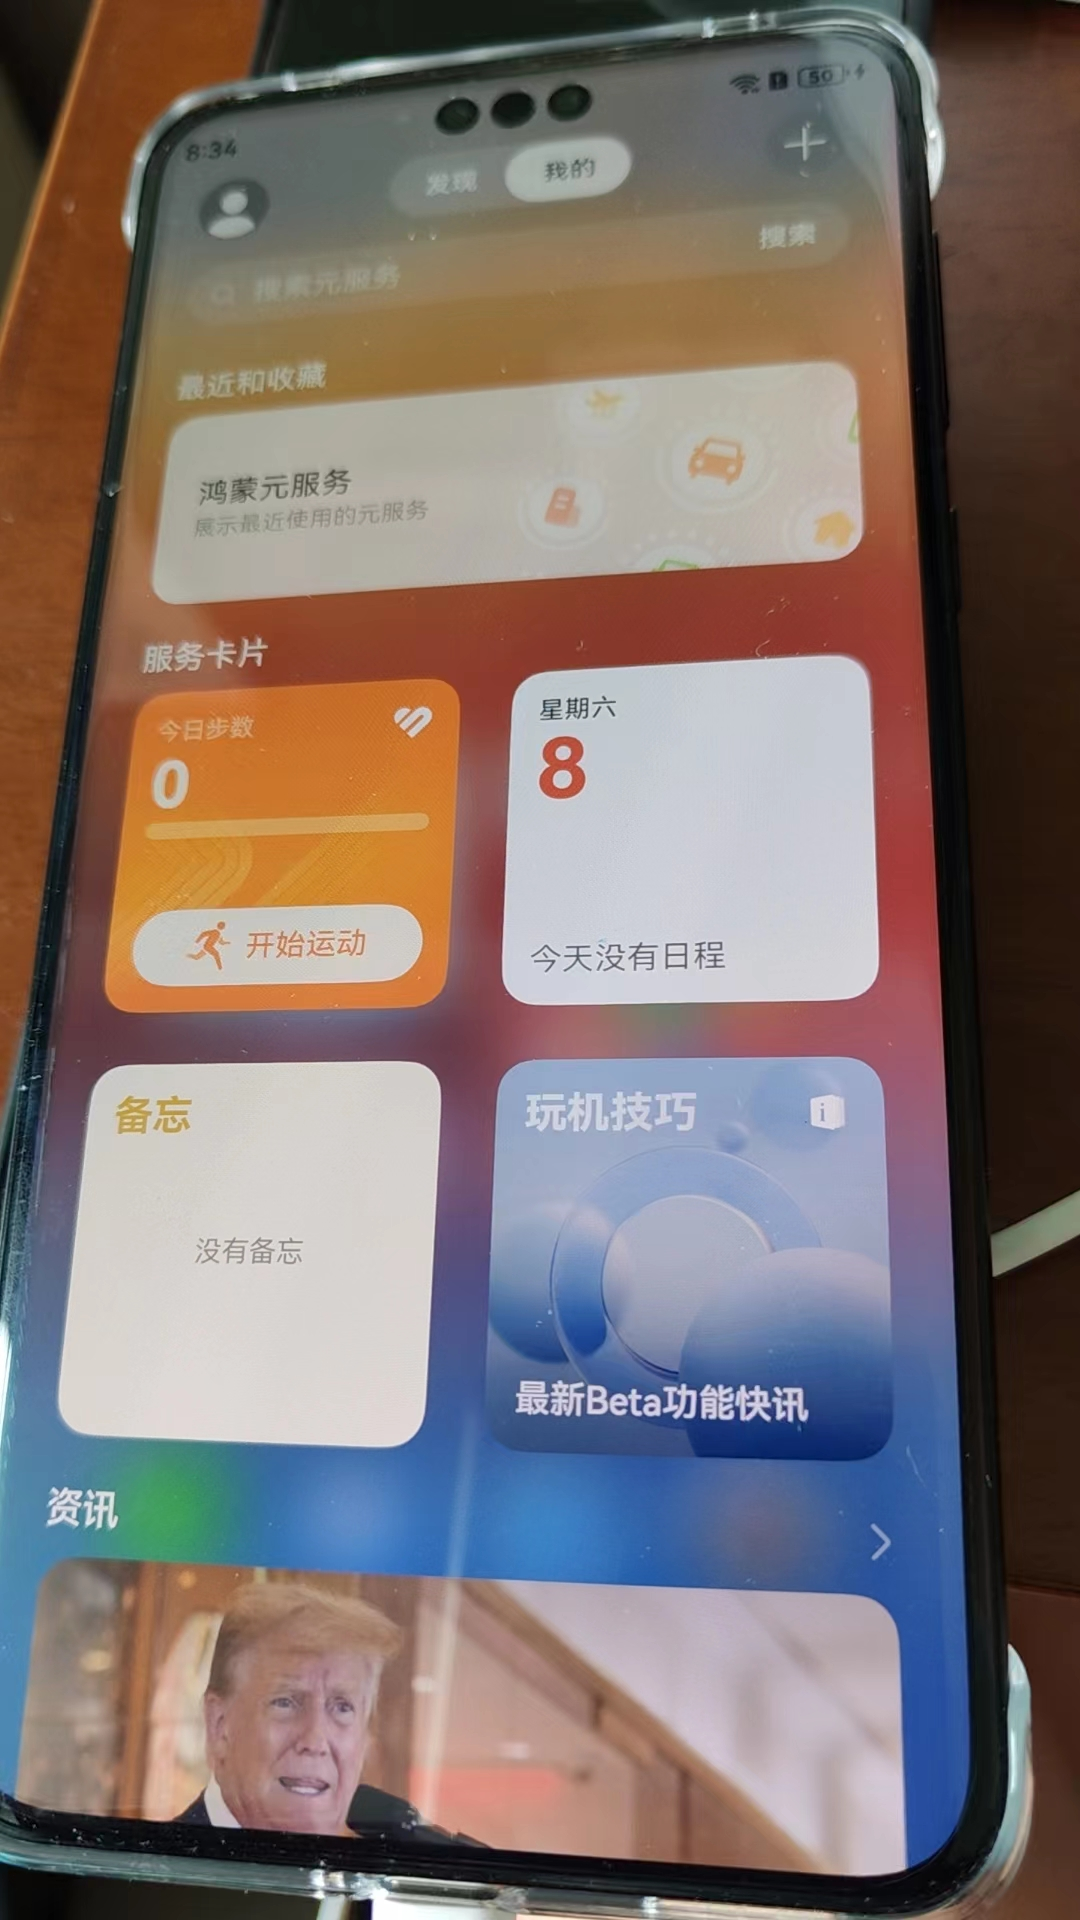 8:34
50
发现
我的
搜索元服务
搜索
最近和收藏
鸿蒙元服务
展示最近使用的元服务
服务卡片
今日步数
0
开始运动
星期六
8
今天没有日程
备忘
没有备忘
玩机技巧
最新Beta功能快讯
资讯